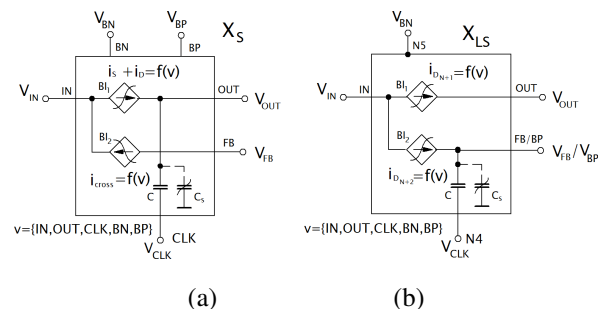 V_BN
V_BP
BN
BP
X_S
i_S + i_D = f(v)
V_IN
IN
BI_1
OUT
V_OUT
BI_2
FB
V_FB
i_cross = f(v)
C
C_s
v={IN,OUT,CLK,BN,BP}
V_CLK
CLK
(a)
V_BN
N5
X_LS
i_D_N+1 = f(v)
V_IN
IN
BI_1
OUT
V_OUT
BI_2
FB/BP
V_FB/V_BP
i_D_N+2 = f(v)
C
C_s
v={IN,OUT,CLK,BN,BP}
V_CLK
N4
(b)